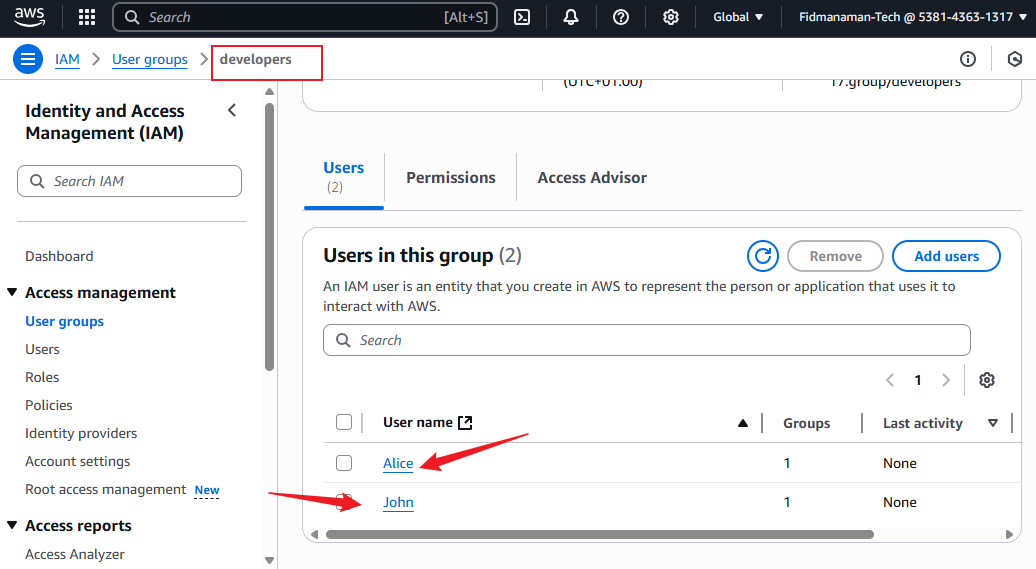 aws
Search [Alt+S]
Global
Fidmanaman-Tech @ 5381-4363-1317
IAM
User groups
developers
Identity and Access
Management (IAM)
Search IAM
Dashboard
Access management
User groups
Users
Roles
Policies
Identity providers
Account settings
Root access management New
Access reports
Access Analyzer
(UTC+01:00)
17:group/developers
Users
(2)
Permissions
Access Advisor
Users in this group (2)
Remove
Add users
An IAM user is an entity that you create in AWS to represent the person or application that uses it to
interact with AWS.
Search
1
User name
Groups
Last activity
Alice 1 None
John 1 None